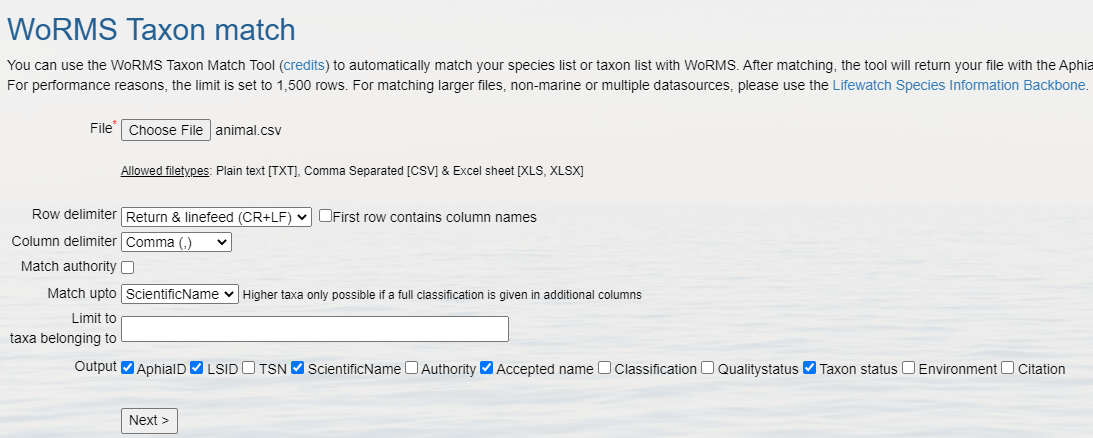 WoRMS Taxon match
You can use the WoRMS Taxon Match Tool (credits) to automatically match your species list or taxon list with WoRMS. After matching, the tool will return your file with the Aphia
For performance reasons, the limit is set to 1,500 rows. For matching larger files, non-marine or multiple datasources, please use the Lifewatch Species Information Backbone.
File* Choose File animal.csv
Allowed filetypes: Plain text [TXT], Comma Separated [CSV] & Excel sheet [XLS, XLSX]
Row delimiter Return & linefeed (CR+LF) First row contains column names
Column delimiter Comma (,)
Match authority
Match upto ScientificName Higher taxa only possible if a full classification is given in additional columns
Limit to
taxa belonging to
Output AphiaID LSID TSN ScientificName Authority Accepted name Classification Qualitystatus Taxon status Environment Citation
Next >